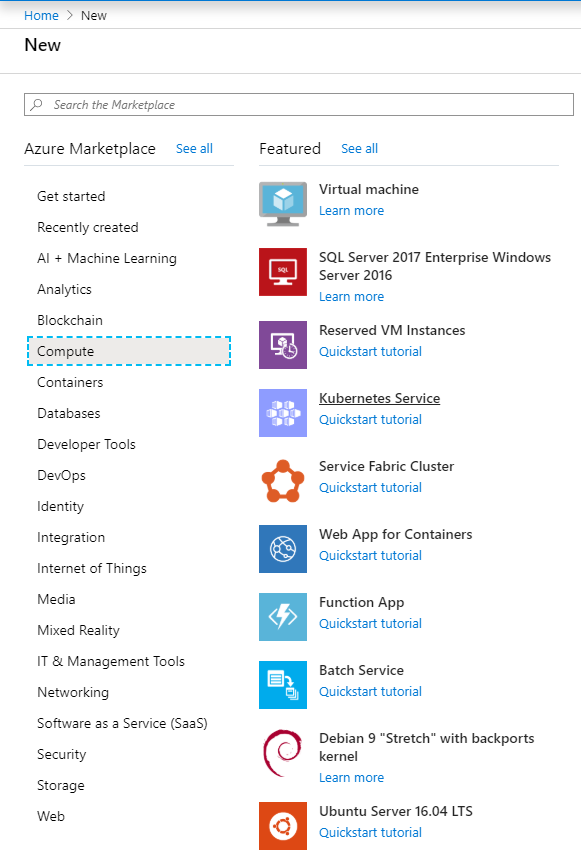 Home > New
New
Search the Marketplace
Azure Marketplace See all
Get started
Recently created
AI + Machine Learning
Analytics
Blockchain
Compute
Containers
Databases
Developer Tools
DevOps
Identity
Integration
Internet of Things
Media
Mixed Reality
IT & Management Tools
Networking
Software as a Service (SaaS)
Security
Storage
Web
Featured See all
Virtual machine
Learn more
SQL
SQL Server 2017 Enterprise Windows
Server 2016
Learn more
Reserved VM Instances
Quickstart tutorial
Kubernetes Service
Quickstart tutorial
Service Fabric Cluster
Quickstart tutorial
Web App for Containers
Quickstart tutorial
Function App
Quickstart tutorial
Batch Service
Quickstart tutorial
Debian 9 "Stretch" with backports
kernel
Learn more
Ubuntu Server 16.04 LTS
Quickstart tutorial